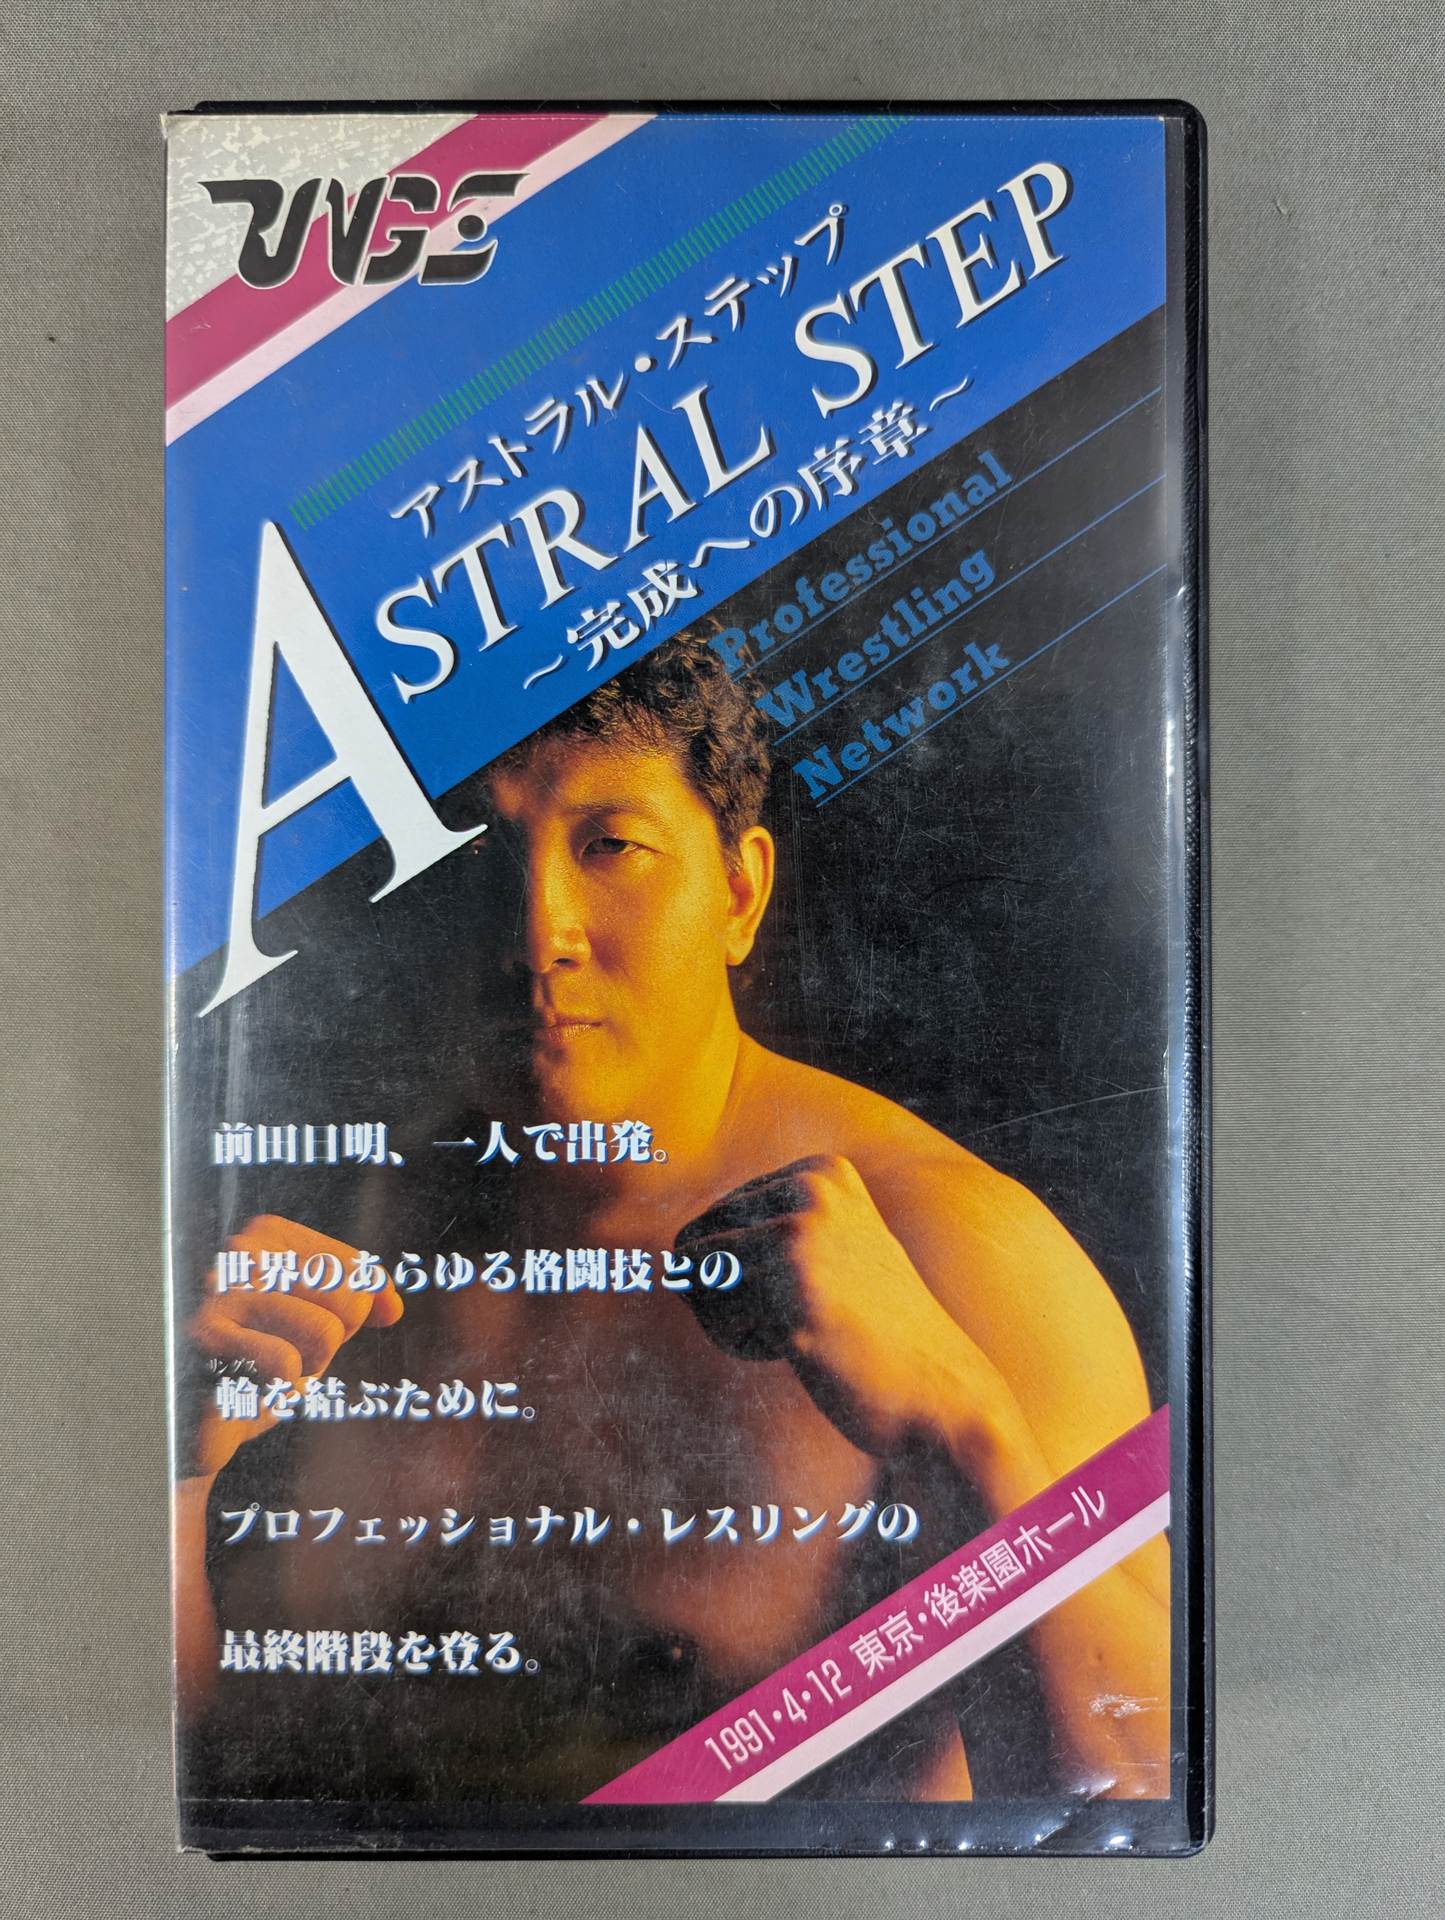 RINGS
アストラル・ステップ
ASTRAL STEP
～完成への序章～
Professional
Wrestling
Network
前田日明、一人で出発。
世界のあらゆる格闘技との
リングス
輪を結ぶために。
プロフェッショナル・レスリングの
最終階段を登る。
1991・4・12 東京・後楽園ホール